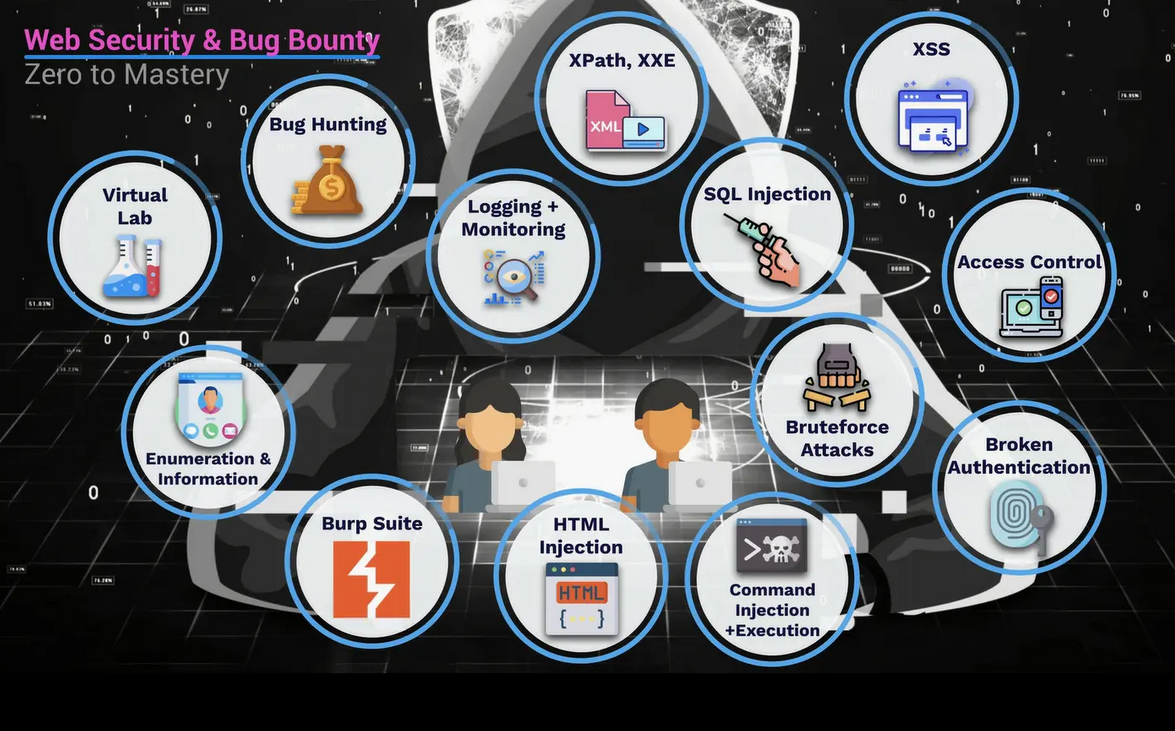 Web Security & Bug Bounty
Zero to Mastery
XPath, XXE
XML
XSS
Bug Hunting
$
Virtual
Lab
Logging +
Monitoring
SQL Injection
Access Control
Enumeration &
Information
Bruteforce
Attacks
Broken
Authentication
Burp Suite
HTML
Injection
HTML
{···}
>
Command
Injection
+Execution